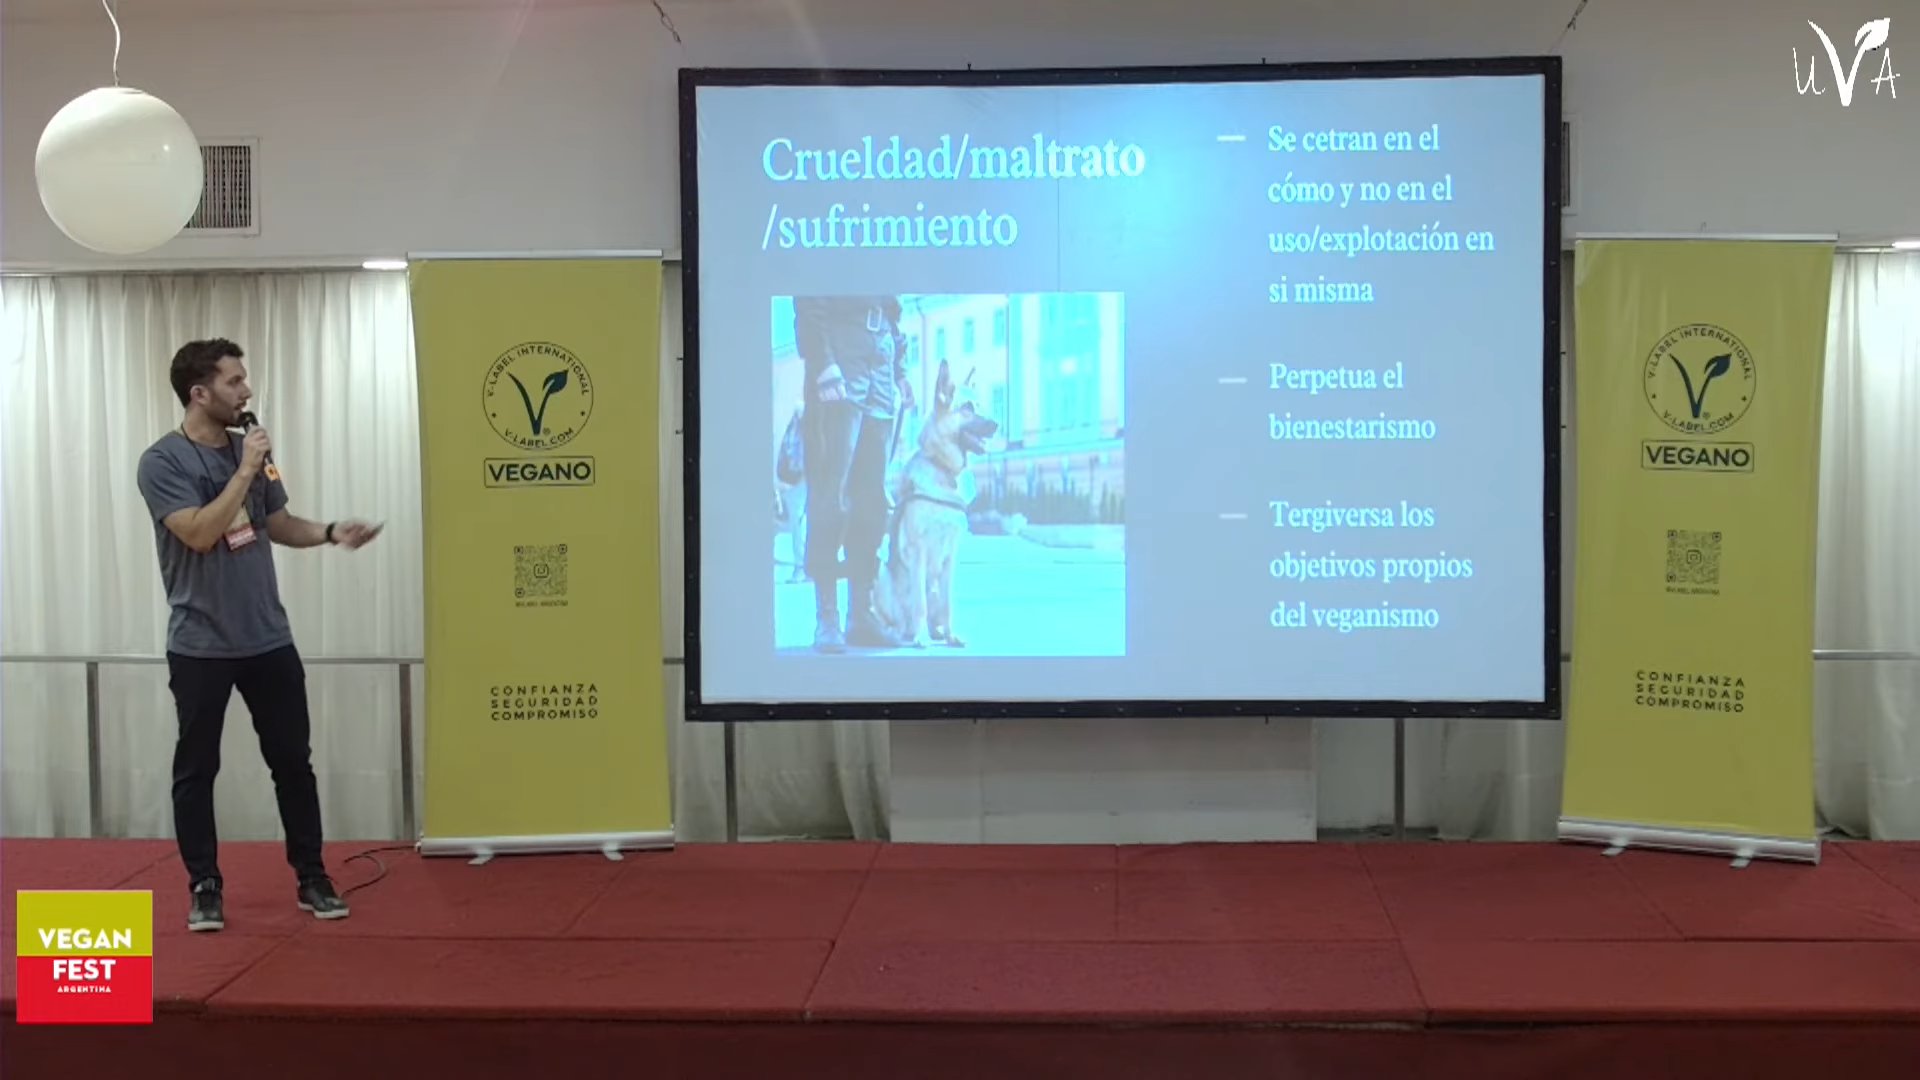 UVA
Crueldad/maltrato
/sufrimiento
Se cetran en el
cómo y no en el
uso/explotación en
si misma
Perpetua el
bienestarismo
Tergiversa los
objetivos propios
del veganismo
V-LABEL INTERNATIONAL
V-LABEL.COM
VEGANO
CONFIANZA
SEGURIDAD
COMPROMISO
V-LABEL INTERNATIONAL
V-LABEL.COM
VEGANO
CONFIANZA
SEGURIDAD
COMPROMISO
VEGAN
FEST
ARGENTINA